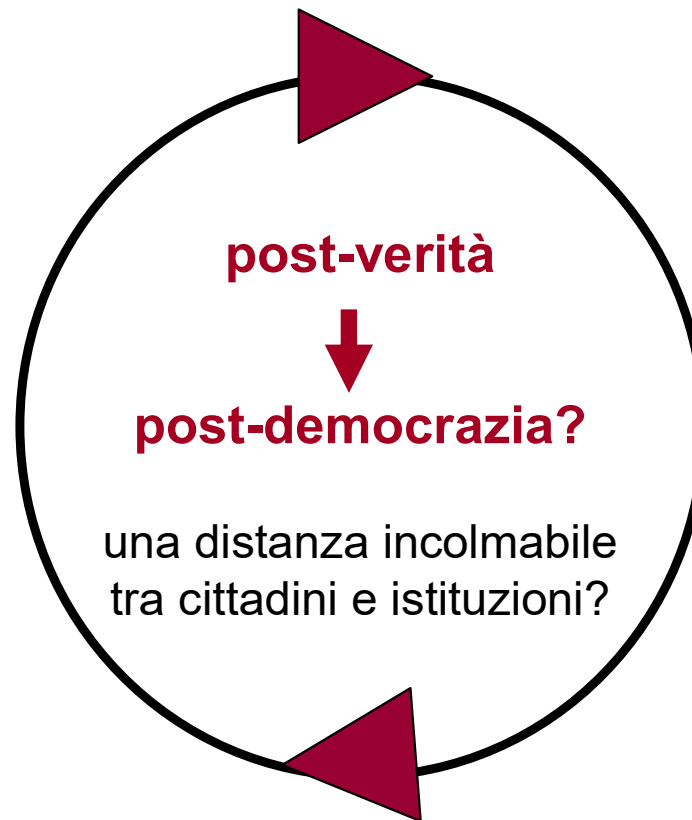 post-verità
post-democrazia?
una distanza incolmabile
tra cittadini e istituzioni?